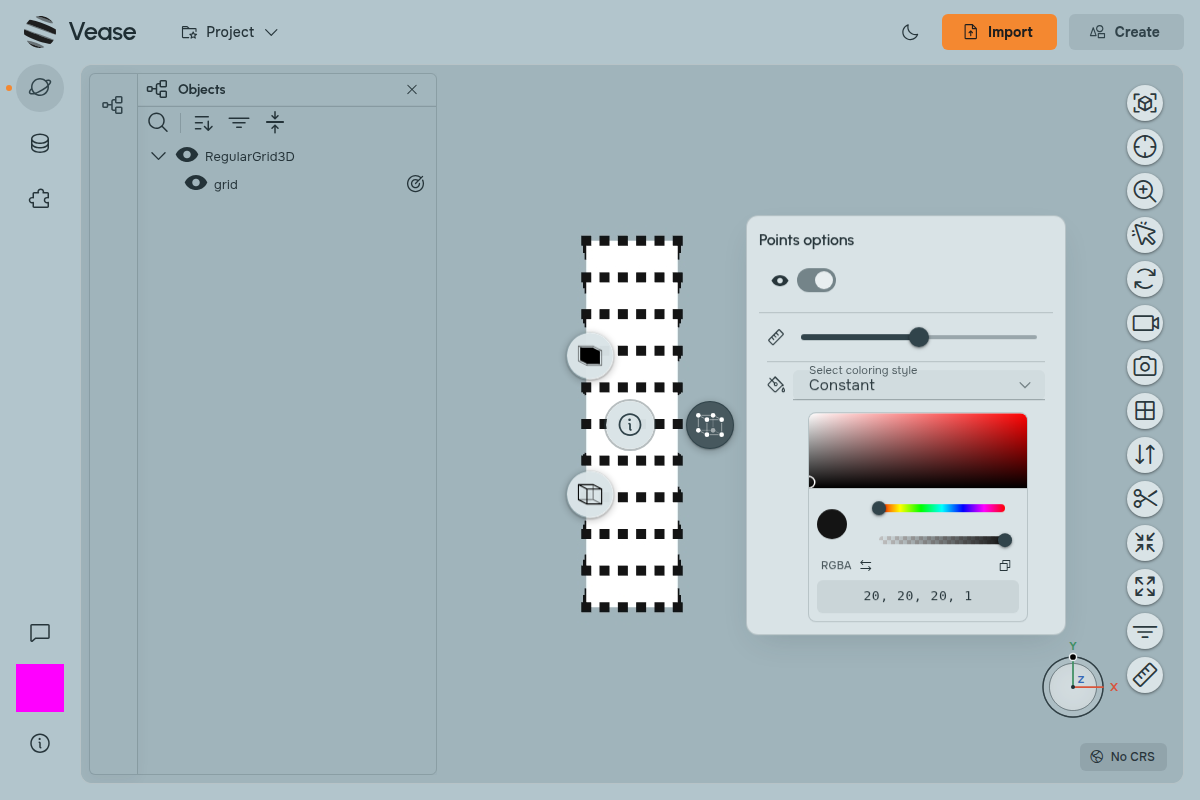 Vease
Project
Import
Create
Objects
RegularGrid3D
grid
Points options
Select coloring style
Constant
RGBA
20, 20, 20, 1
Y
Z
X
No CRS